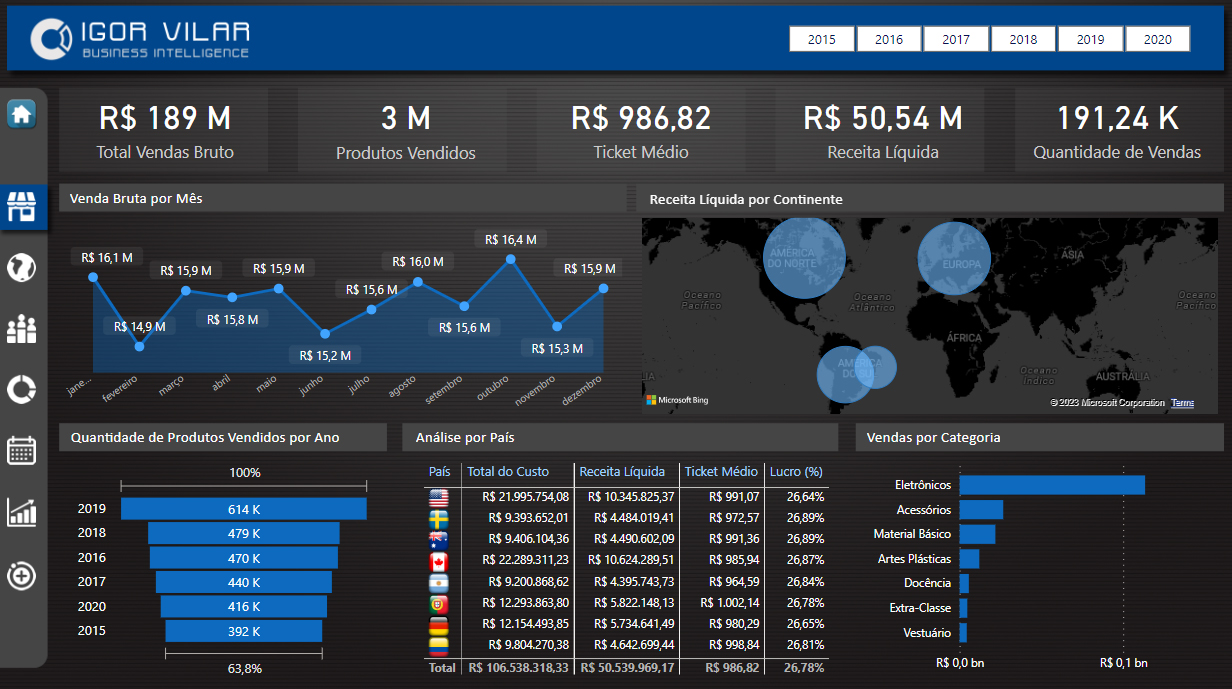 IGOR VILAR
BUSINESS INTELLIGENCE
2015 2016 2017 2018 2019 2020
R$ 189 M
Total Vendas Bruto
3 M
Produtos Vendidos
R$ 986,82
Ticket Médio
R$ 50,54 M
Receita Líquida
191,24 K
Quantidade de Vendas
Venda Bruta por Mês
R$ 16,1 M
R$ 14,9 M
R$ 15,9 M
R$ 15,8 M
R$ 15,9 M
R$ 15,2 M
R$ 15,6 M
R$ 16,0 M
R$ 15,6 M
R$ 16,4 M
R$ 15,3 M
R$ 15,9 M
jane...
fevereiro
março
abril
maio
junho
julho
agosto
setembro
outubro
novembro
dezembro
Receita Líquida por Continente
AMÉRICA
DO NORTE
EUROPA
ÁSIA
Oceano
Pacífico
Oceano
Atlântico
Oceano
Pacífico
ÁFRICA
AMÉRICA
DO SUL
Oceano
Índico
AUSTRÁLIA
LIA
Microsoft Bing
© 2023 Microsoft Corporation Terms
Quantidade de Produtos Vendidos por Ano
100%
2019 614 K
2018 479 K
2016 470 K
2017 440 K
2020 416 K
2015 392 K
63,8%
Análise por País
País Total do Custo Receita Líquida Ticket Médio Lucro (%)
R$ 21.995.754,08 R$ 10.345.825,37 R$ 991,07 26,64%
R$ 9.393.652,01 R$ 4.484.019,41 R$ 972,57 26,89%
R$ 9.406.104,36 R$ 4.490.602,09 R$ 991,36 26,89%
R$ 22.289.311,23 R$ 10.624.289,51 R$ 985,94 26,87%
R$ 9.200.868,62 R$ 4.395.743,73 R$ 964,59 26,84%
R$ 12.293.863,80 R$ 5.822.148,13 R$ 1.002,14 26,78%
R$ 12.154.493,85 R$ 5.734.641,49 R$ 980,29 26,65%
R$ 9.804.270,38 R$ 4.642.699,44 R$ 998,84 26,81%
Total R$ 106.538.318,33 R$ 50.539.969,17 R$ 986,82 26,78%
Vendas por Categoria
Eletrônicos
Acessórios
Material Básico
Artes Plásticas
Docência
Extra-Classe
Vestuário
R$ 0,0 bn R$ 0,1 bn